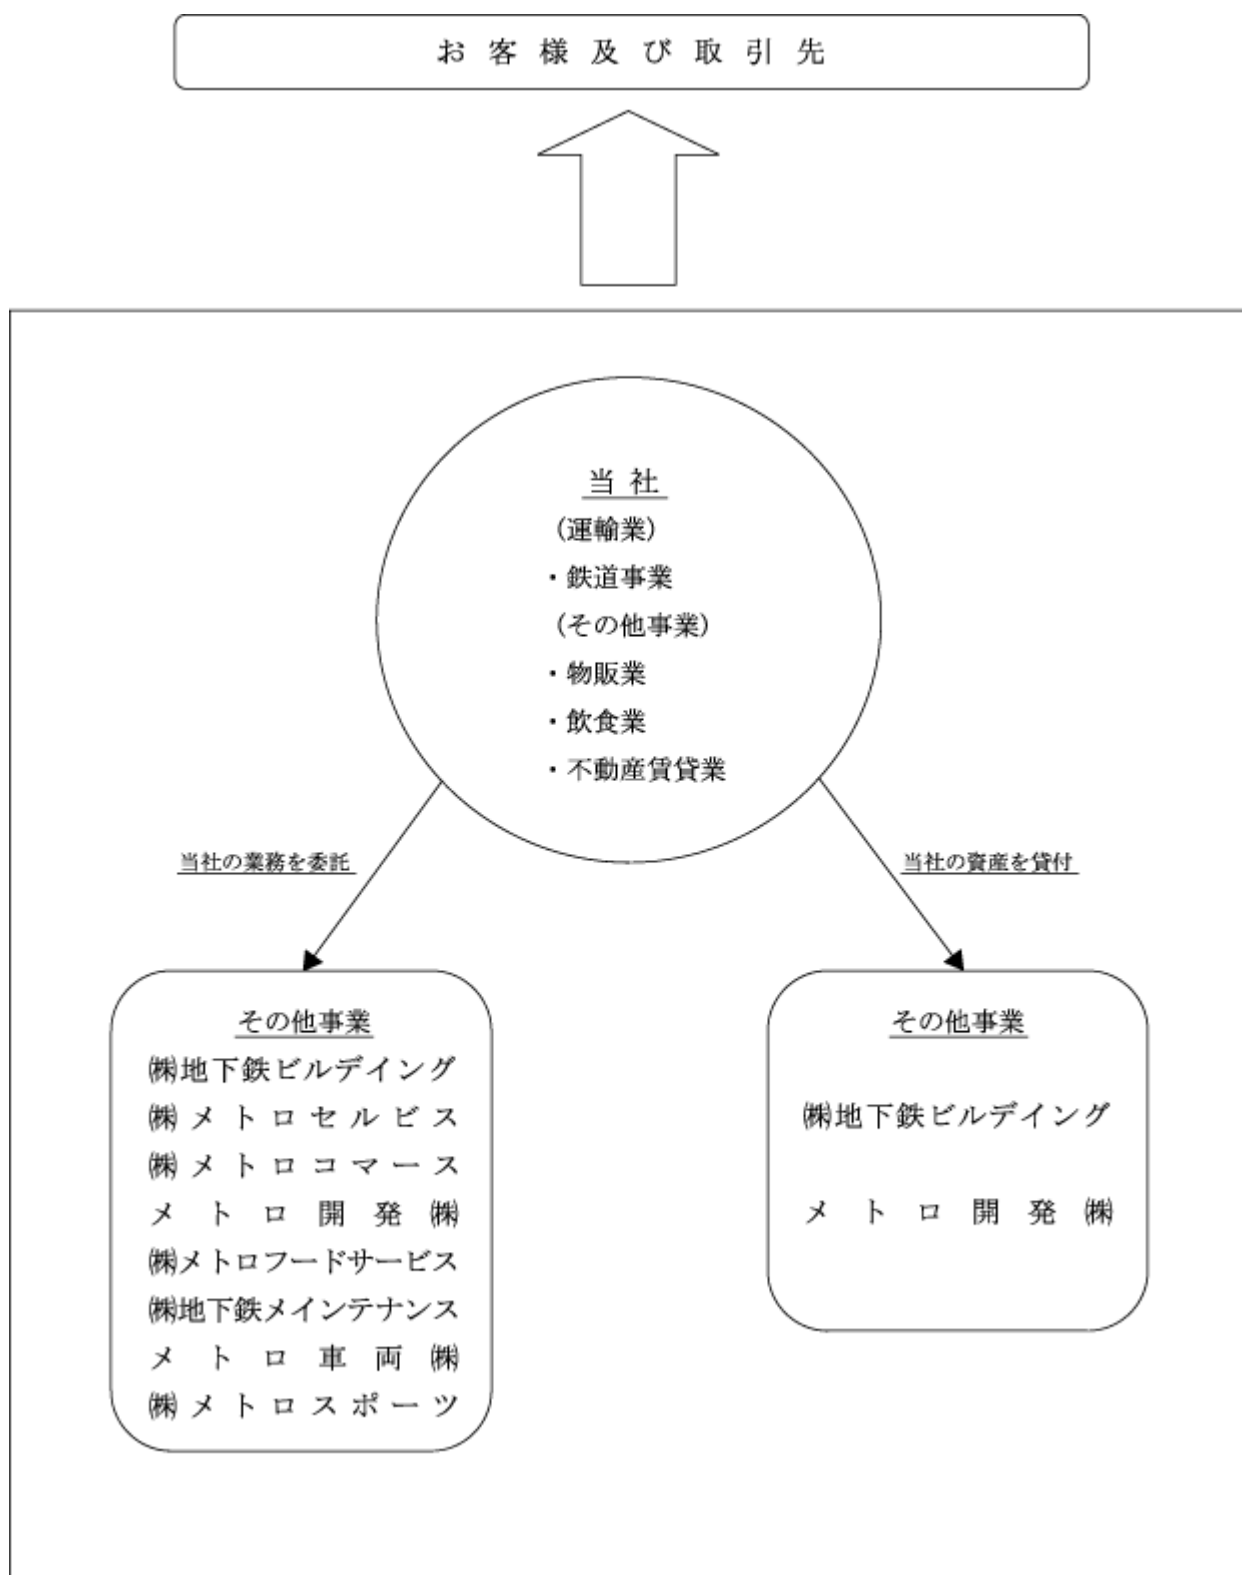 お客様及び取引先
当社
(運輸業)
・鉄道事業
(その他事業)
・物販業
・飲食業
・不動産賃貸業
当社の業務を委託
当社の資産を貸付
その他事業
㈱地下鉄ビルデイング
㈱メトロセルビス
㈱メトロコマース
メトロ開発㈱
㈱メトロフードサービス
㈱地下鉄メインテナンス
メトロ車両㈱
㈱メトロスポーツ
その他事業
㈱地下鉄ビルデイング
メトロ開発㈱